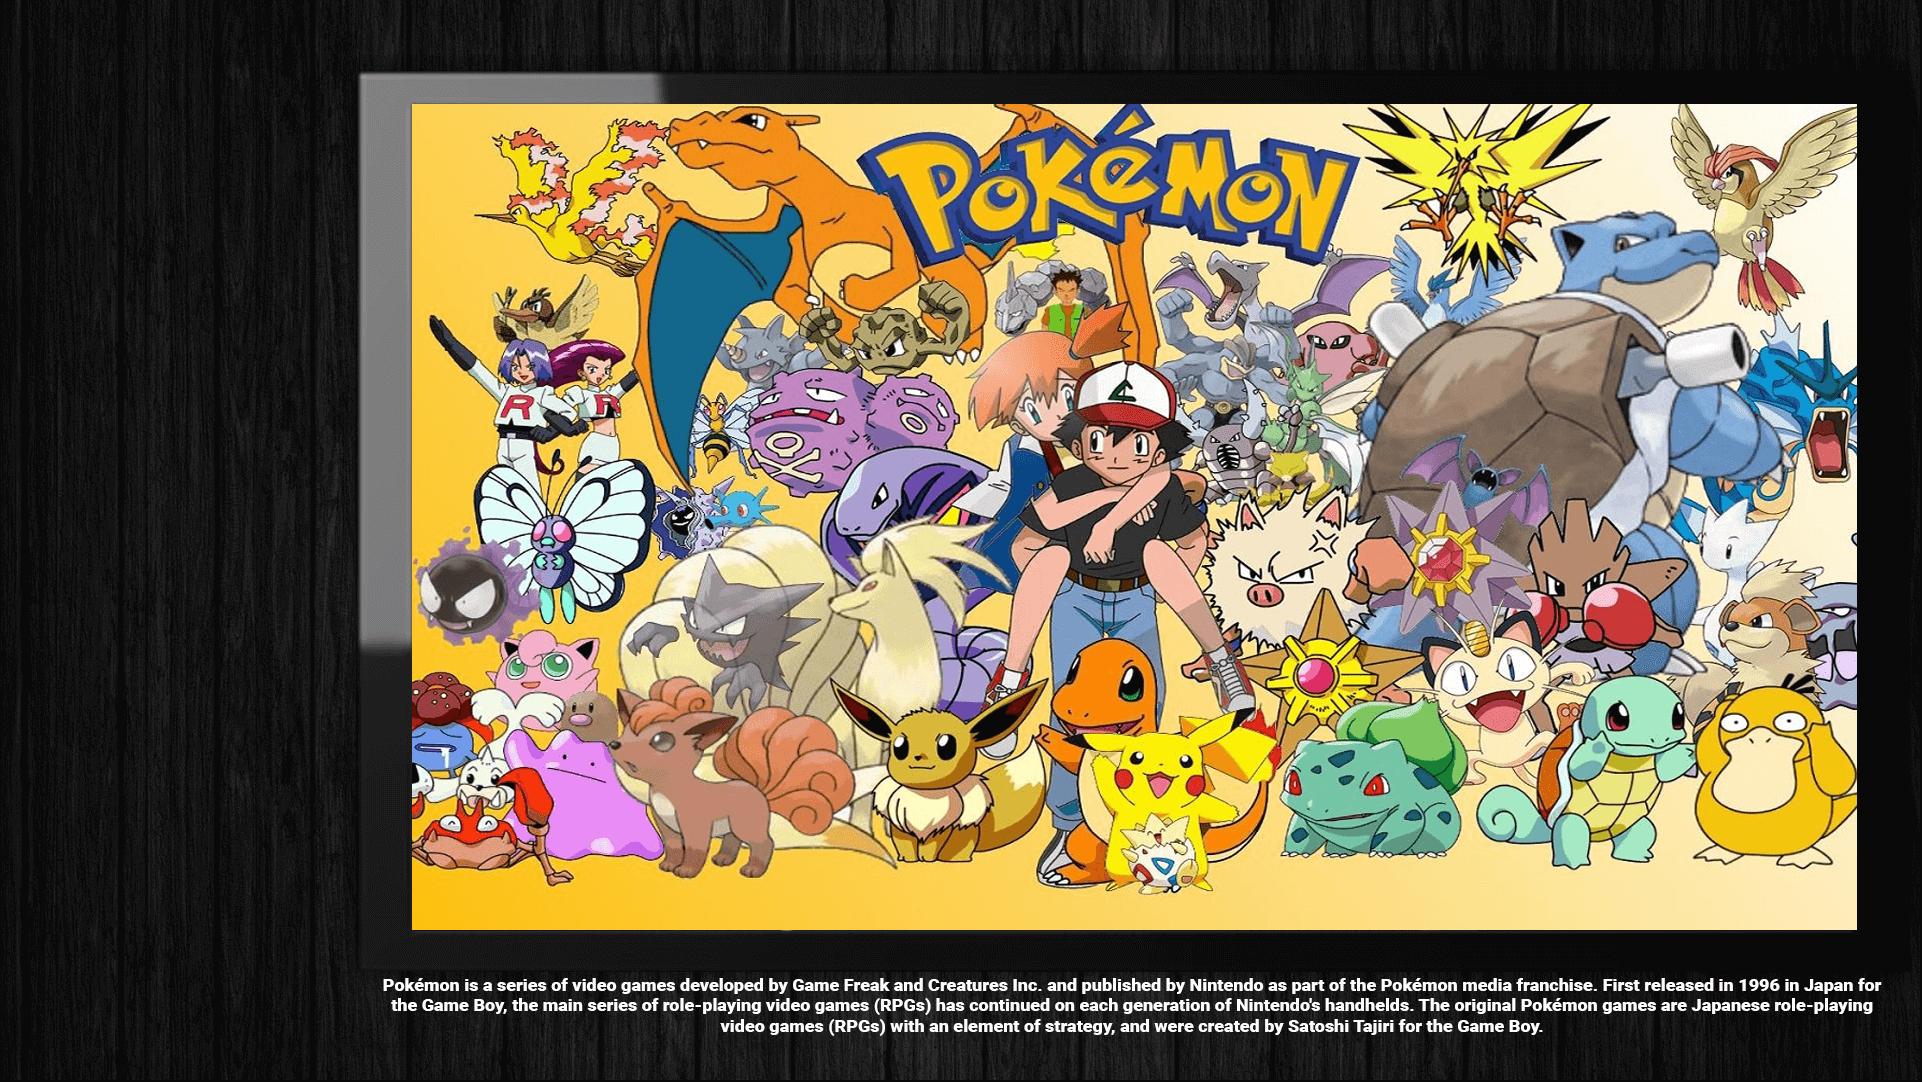 POKéMON
R
R
Pokémon is a series of video games developed by Game Freak and Creatures Inc. and published by Nintendo as part of the Pokémon media franchise. First released in 1996 in Japan for
the Game Boy, the main series of role-playing video games (RPGs) has continued on each generation of Nintendo's handhelds. The original Pokémon games are Japanese role-playing
video games (RPGs) with an element of strategy, and were created by Satoshi Tajiri for the Game Boy.